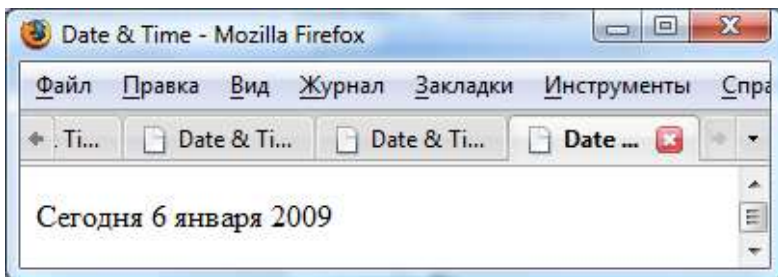 Date & Time - Mozilla Firefox
Файл Правка Вид Журнал Закладки Инструменты Спра
. Ti... Date & Ti... Date & Ti... Date ...
Сегодня 6 января 2009